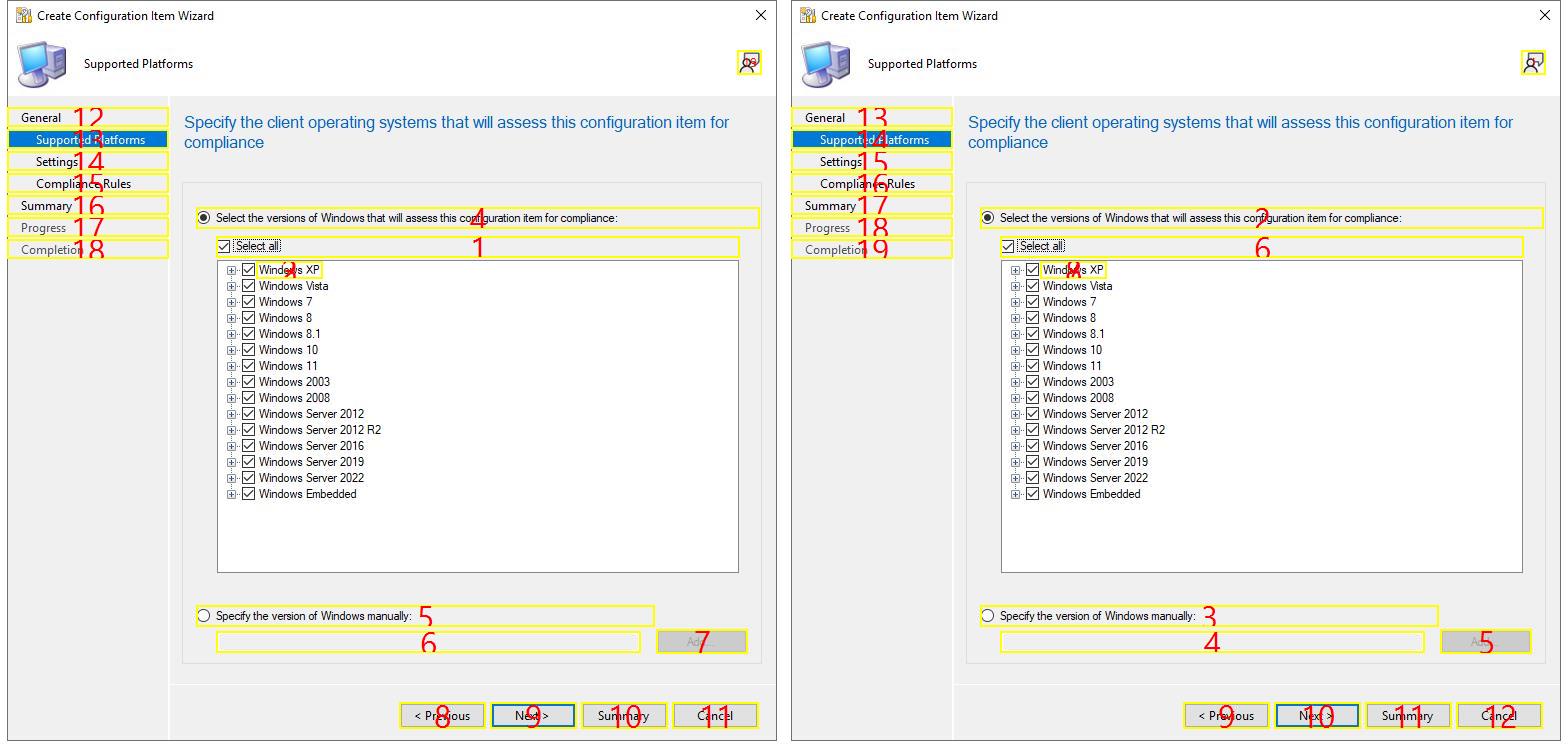 Create Configuration Item Wizard
Supported Platforms
General 12
Supported Platforms 13
Settings 14
Compliance Rules 15
Summary 16
Progress 17
Completion 18
Specify the client operating systems that will assess this configuration item for
compliance
Select the versions of Windows that will assess this configuration item for compliance: 4
Select all 1
Windows XP
Windows Vista
Windows 7
Windows 8
Windows 8.1
Windows 10
Windows 11
Windows 2003
Windows 2008
Windows Server 2012
Windows Server 2012 R2
Windows Server 2016
Windows Server 2019
Windows Server 2022
Windows Embedded
Specify the version of Windows manually: 5
6
Add... 7
< Previous 8
Next > 9
Summary 10
Cancel 11
Create Configuration Item Wizard
Supported Platforms
General 13
Supported Platforms 14
Settings 15
Compliance Rules 16
Summary 17
Progress 18
Completion 19
Specify the client operating systems that will assess this configuration item for
compliance
Select the versions of Windows that will assess this configuration item for compliance: 2
Select all 6
Windows XP
Windows Vista
Windows 7
Windows 8
Windows 8.1
Windows 10
Windows 11
Windows 2003
Windows 2008
Windows Server 2012
Windows Server 2012 R2
Windows Server 2016
Windows Server 2019
Windows Server 2022
Windows Embedded
Specify the version of Windows manually: 3
4
Add... 5
< Previous 9
Next > 10
Summary 11
Cancel 12